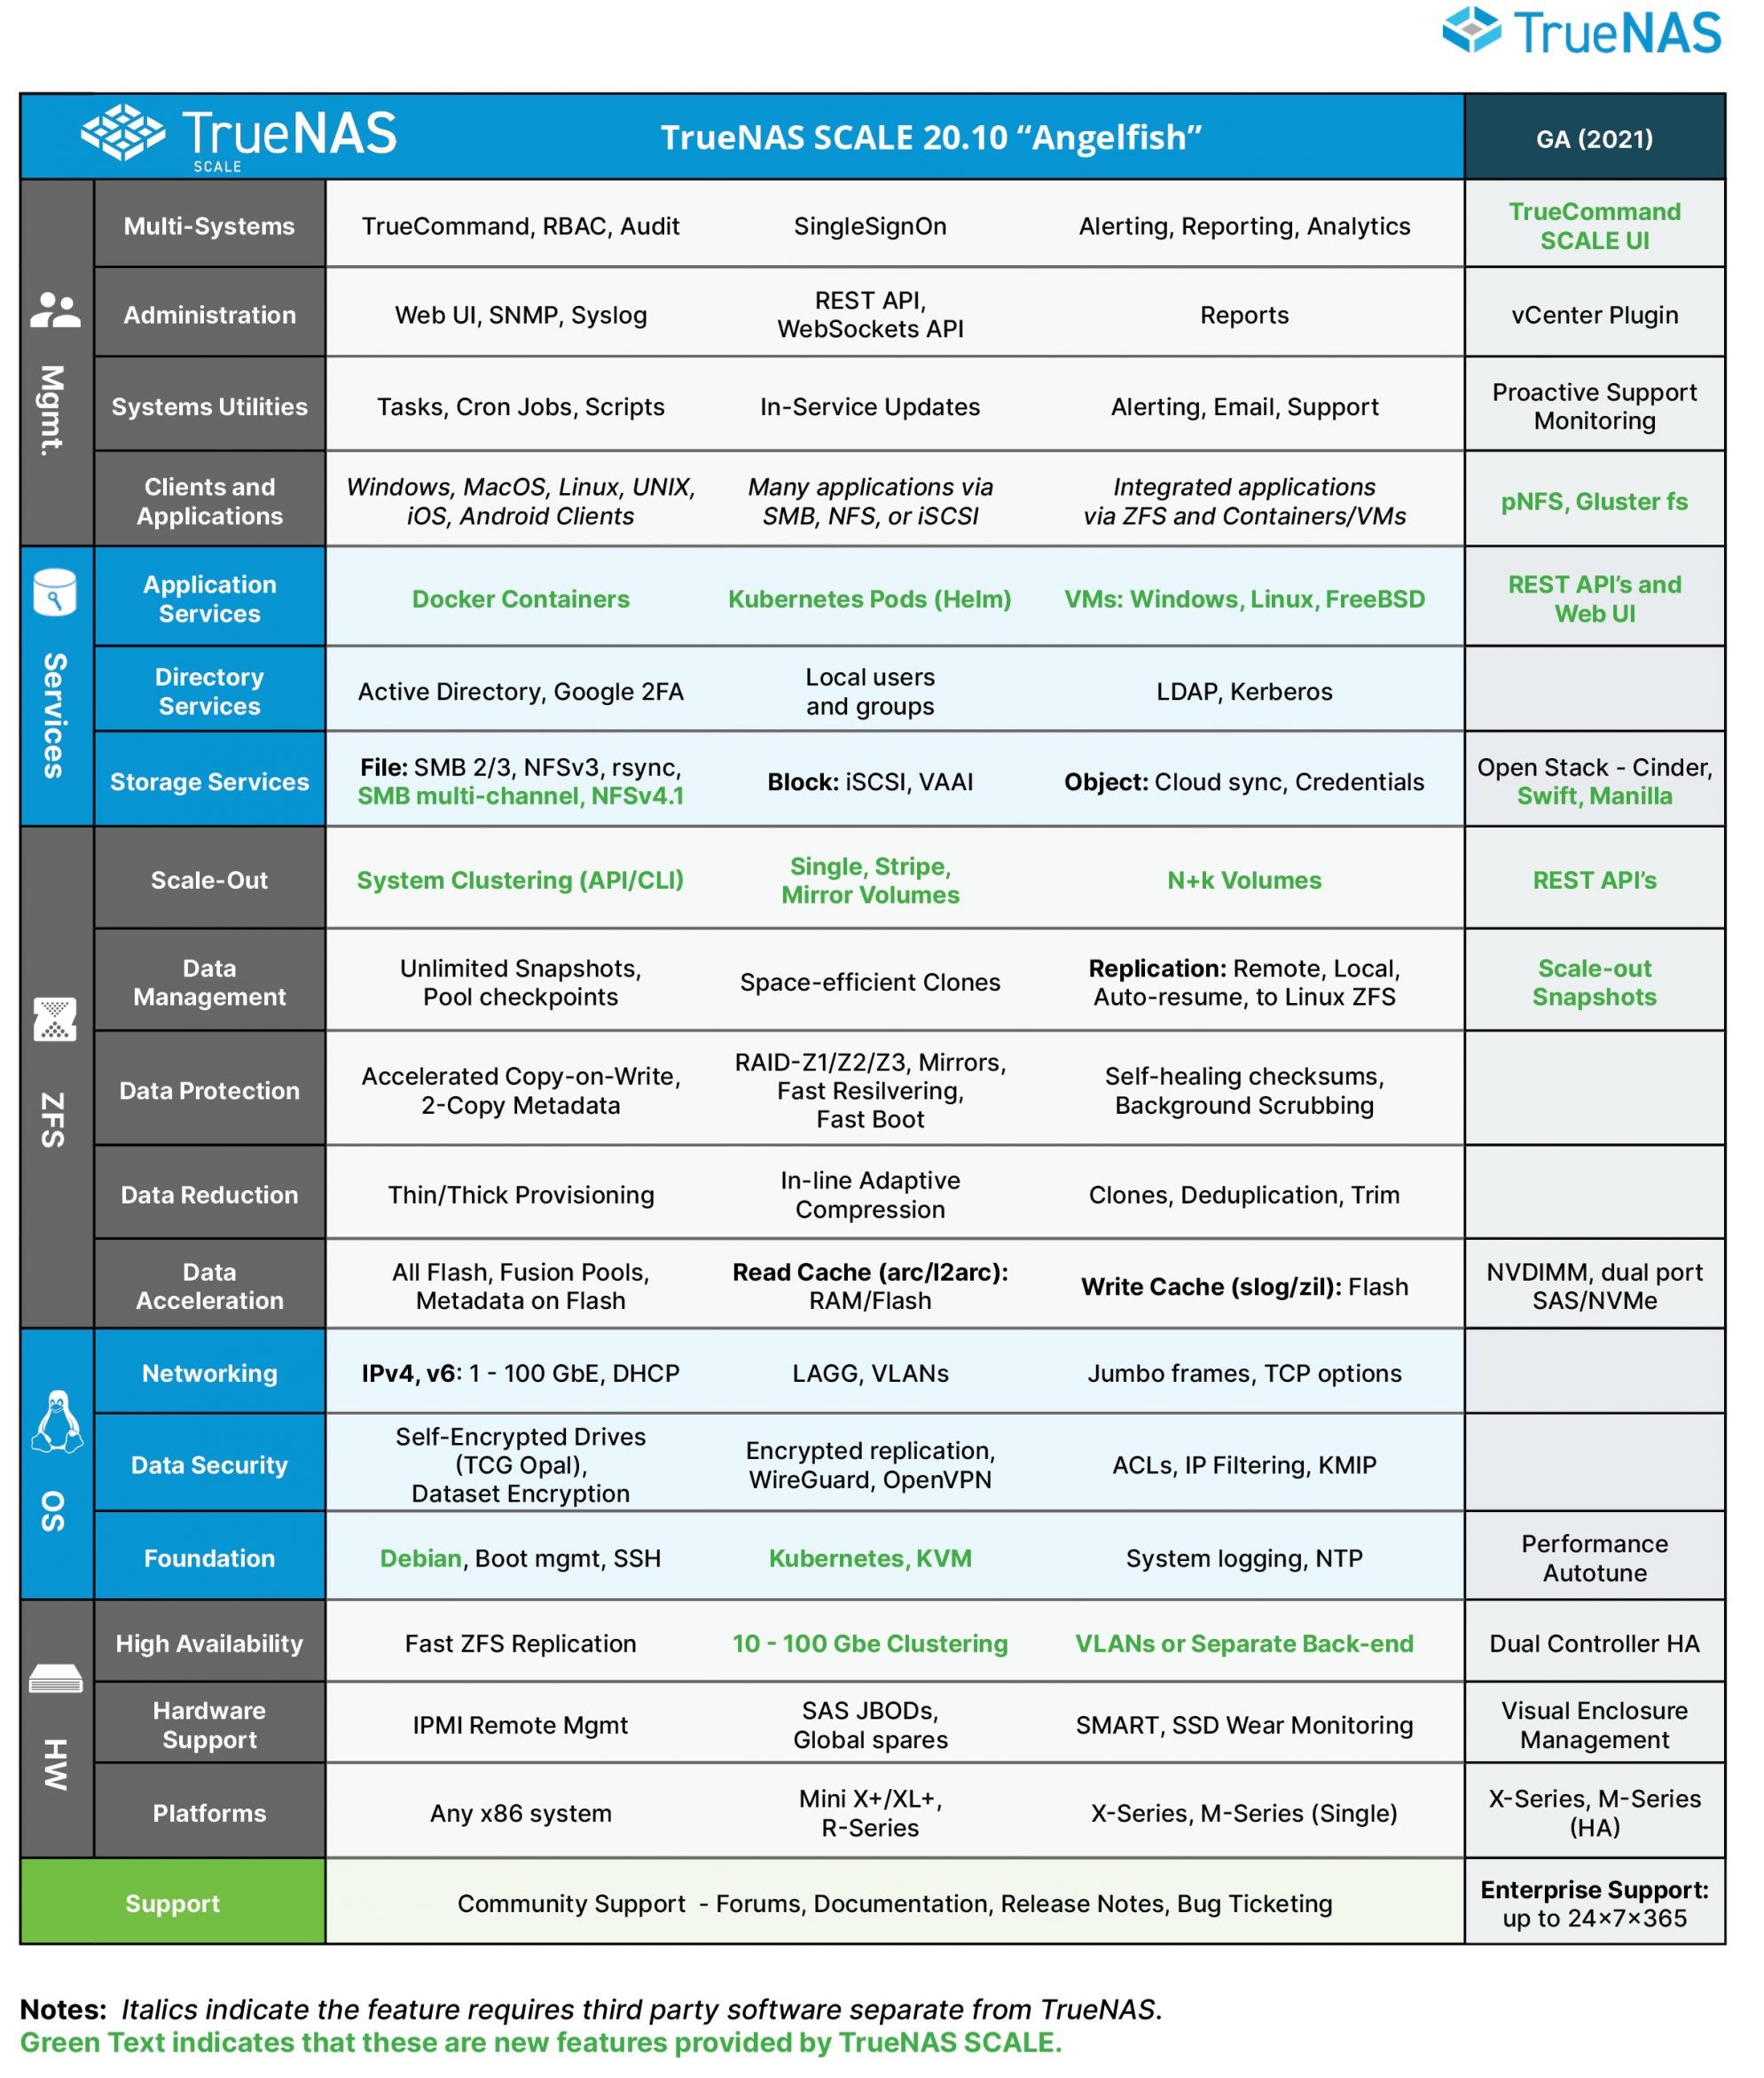 TrueNAS
TrueNAS
SCALE
TrueNAS SCALE 20.10 “Angelfish”
GA (2021)
Mgmt.
Multi-Systems
TrueCommand, RBAC, Audit
SingleSignOn
Alerting, Reporting, Analytics
TrueCommand
SCALE UI
Administration
Web UI, SNMP, Syslog
REST API,
WebSockets API
Reports
vCenter Plugin
Systems Utilities
Tasks, Cron Jobs, Scripts
In-Service Updates
Alerting, Email, Support
Proactive Support
Monitoring
Clients and
Applications
Windows, MacOS, Linux, UNIX,
iOS, Android Clients
Many applications via
SMB, NFS, or iSCSI
Integrated applications
via ZFS and Containers/VMs
pNFS, Gluster fs
Services
Application
Services
Docker Containers
Kubernetes Pods (Helm)
VMs: Windows, Linux, FreeBSD
REST API’s and
Web UI
Directory
Services
Active Directory, Google 2FA
Local users
and groups
LDAP, Kerberos
Storage Services
File: SMB 2/3, NFSv3, rsync,
SMB multi-channel, NFSv4.1
Block: iSCSI, VAAI
Object: Cloud sync, Credentials
Open Stack - Cinder,
Swift, Manilla
ZFS
Scale-Out
System Clustering (API/CLI)
Single, Stripe,
Mirror Volumes
N+k Volumes
REST API’s
Data
Management
Unlimited Snapshots,
Pool checkpoints
Space-efficient Clones
Replication: Remote, Local,
Auto-resume, to Linux ZFS
Scale-out
Snapshots
Data Protection
Accelerated Copy-on-Write,
2-Copy Metadata
RAID-Z1/Z2/Z3, Mirrors,
Fast Resilvering,
Fast Boot
Self-healing checksums,
Background Scrubbing
Data Reduction
Thin/Thick Provisioning
In-line Adaptive
Compression
Clones, Deduplication, Trim
Data
Acceleration
All Flash, Fusion Pools,
Metadata on Flash
Read Cache (arc/l2arc):
RAM/Flash
Write Cache (slog/zil): Flash
NVDIMM, dual port
SAS/NVMe
OS
Networking
IPv4, v6: 1 - 100 GbE, DHCP
LAGG, VLANs
Jumbo frames, TCP options
Data Security
Self-Encrypted Drives
(TCG Opal),
Dataset Encryption
Encrypted replication,
WireGuard, OpenVPN
ACLs, IP Filtering, KMIP
Foundation
Debian, Boot mgmt, SSH
Kubernetes, KVM
System logging, NTP
Performance
Autotune
HW
High Availability
Fast ZFS Replication
10 - 100 Gbe Clustering
VLANs or Separate Back-end
Dual Controller HA
Hardware
Support
IPMI Remote Mgmt
SAS JBODs,
Global spares
SMART, SSD Wear Monitoring
Visual Enclosure
Management
Platforms
Any x86 system
Mini X+/XL+,
R-Series
X-Series, M-Series (Single)
X-Series, M-Series
(HA)
Support
Community Support - Forums, Documentation, Release Notes, Bug Ticketing
Enterprise Support:
up to 24×7×365
Notes: Italics indicate the feature requires third party software separate from TrueNAS.
Green Text indicates that these are new features provided by TrueNAS SCALE.